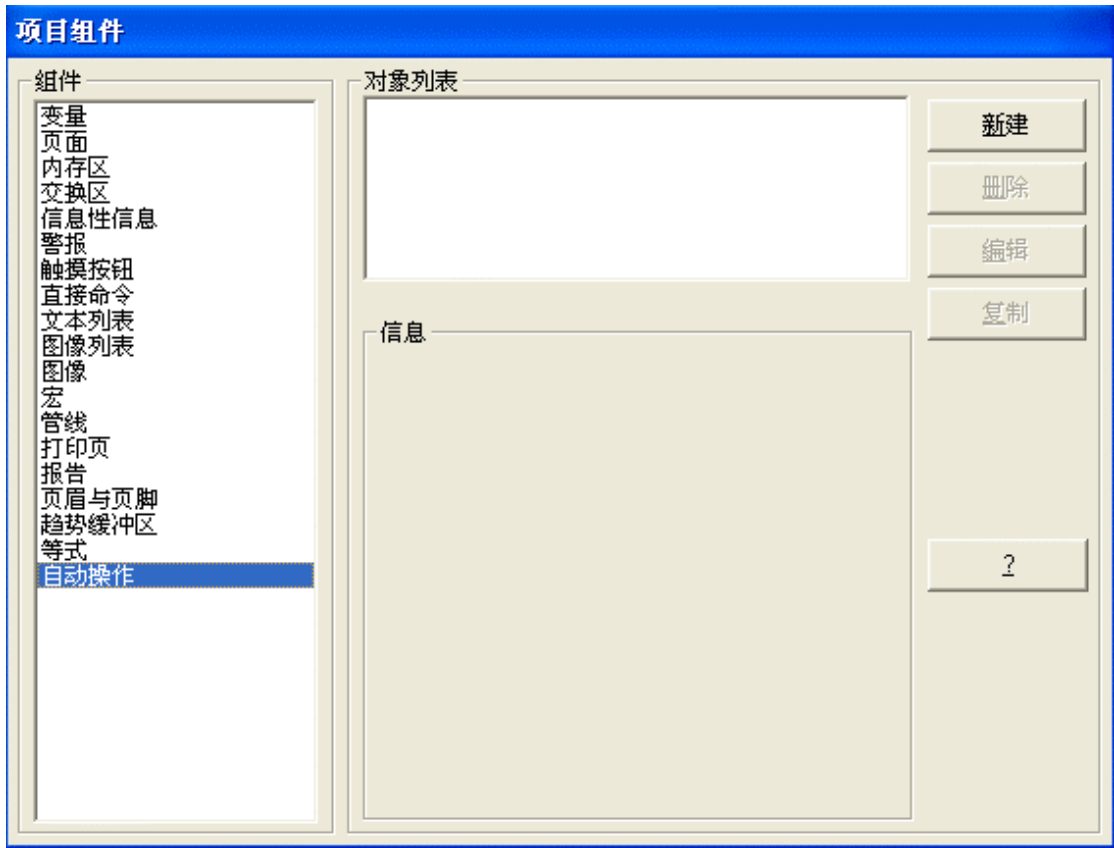 项目组件
组件
变量
页面
内存区
交换区
信息性信息
警报
触摸按钮
直接命令
文本列表
图像列表
图像
宏
管线
打印页
报告
页眉与页脚
趋势缓冲区
等式
自动操作
对象列表
信息
新建
删除
编辑
复制
?